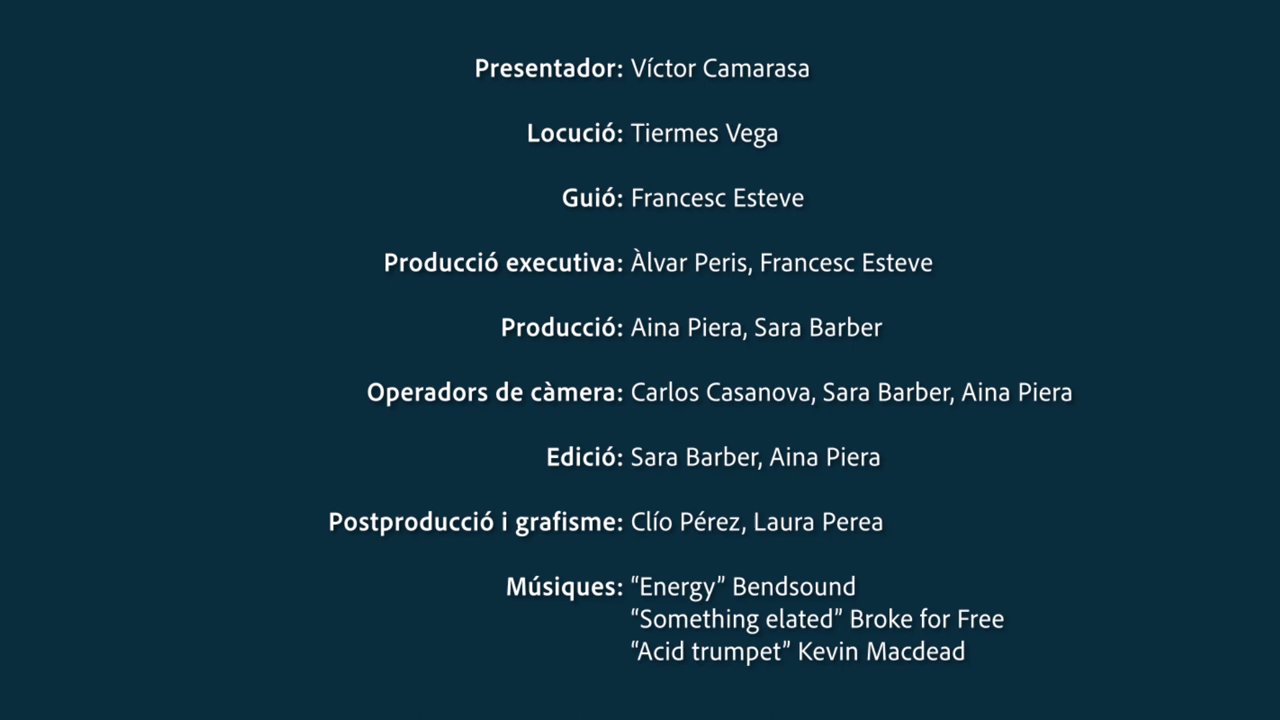 Presentador: Víctor Camarasa
Locució: Tiermes Vega
Guió: Francesc Esteve
Producció executiva: Àlvar Peris, Francesc Esteve
Producció: Aina Piera, Sara Barber
Operadors de càmera: Carlos Casanova, Sara Barber, Aina Piera
Edició: Sara Barber, Aina Piera
Postproducció i grafisme: Clío Pérez, Laura Perea
Músiques: “Energy” Bendsound
“Something elated” Broke for Free
“Acid trumpet” Kevin Macdead